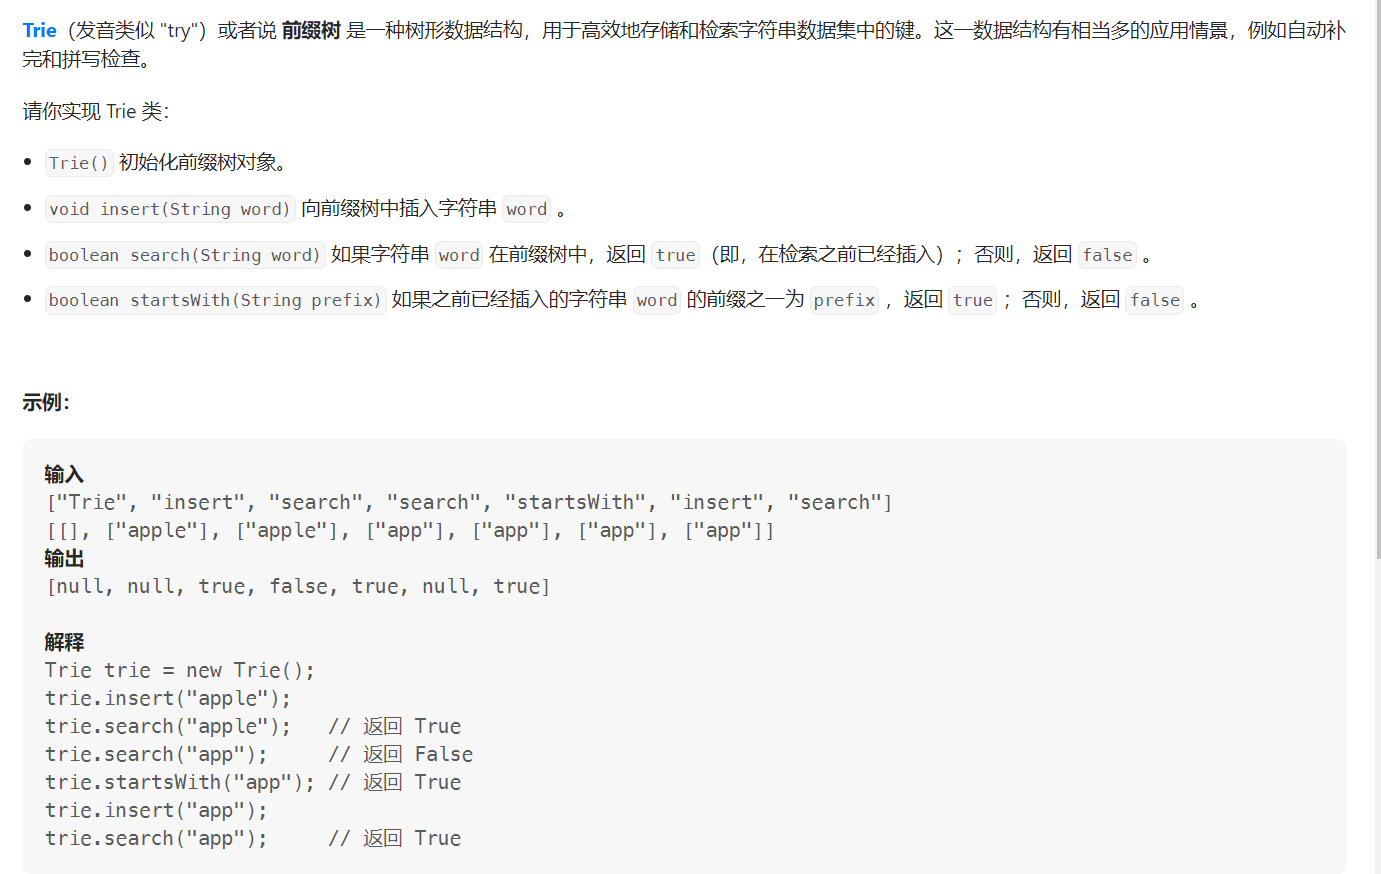 Trie（发音类似 "try"）或者说 前缀树 是一种树形数据结构，用于高效地存储和检索字符串数据集中的键。这一数据结构有相当多的应用情景，例如自动补
完和拼写检查。
请你实现 Trie 类：
• Trie() 初始化前缀树对象。
• void insert(String word) 向前缀树中插入字符串 word 。
• boolean search(String word) 如果字符串 word 在前缀树中，返回 true（即，在检索之前已经插入）；否则，返回 false 。
• boolean startsWith(String prefix) 如果之前已经插入的字符串 word 的前缀之一为 prefix ，返回 true ；否则，返回 false 。
示例：
输入
["Trie", "insert", "search", "search", "startsWith", "insert", "search"]
[[], ["apple"], ["apple"], ["app"], ["app"], ["app"], ["app"]]
输出
[null, null, true, false, true, null, true]
解释
Trie trie = new Trie();
trie.insert("apple");
trie.search("apple");   // 返回 True
trie.search("app");     // 返回 False
trie.startsWith("app"); // 返回 True
trie.insert("app");
trie.search("app");     // 返回 True